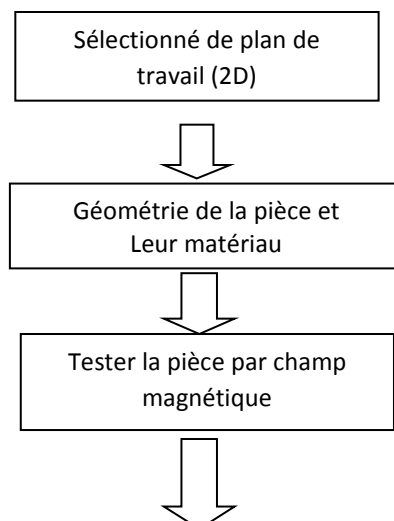 Sélectionné de plan de
travail (2D)
Géométrie de la pièce et
Leur matériau
Tester la pièce par champ
magnétique